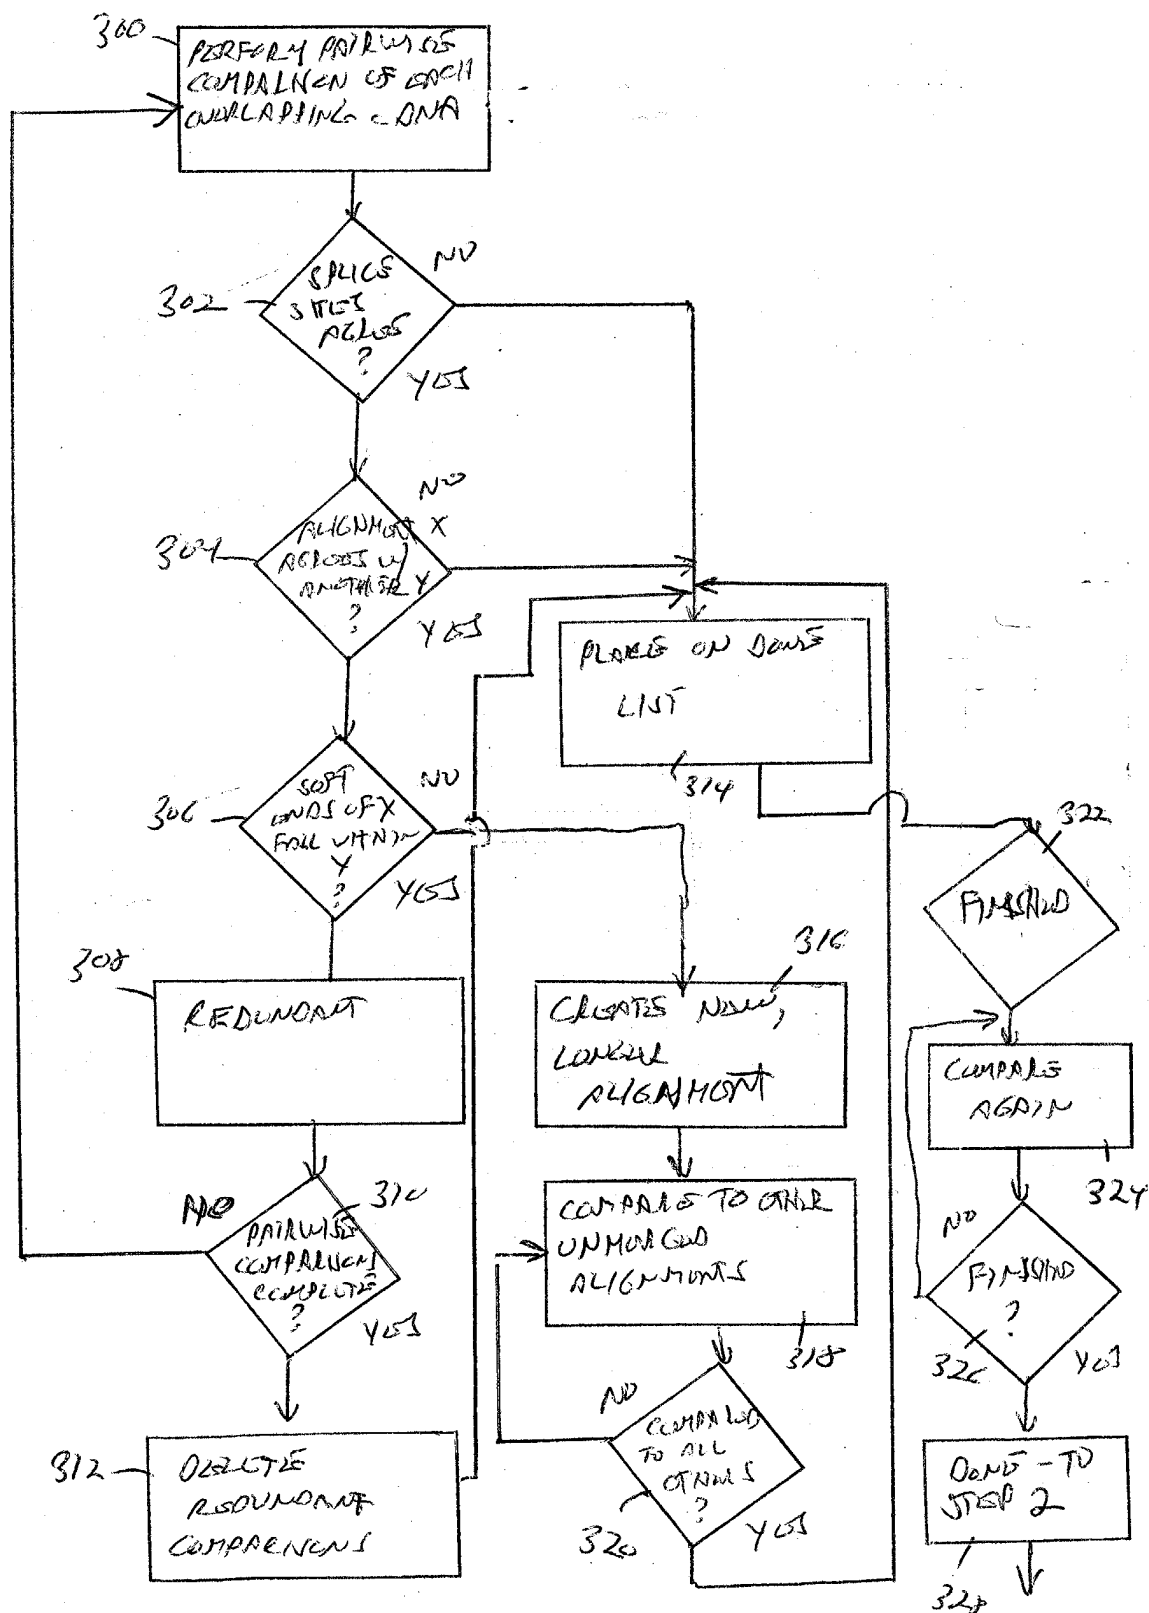 300
PERFORM PAIRWISE
COMPARISON OF EACH
OVERLAPPING cDNA
302
NO
SPLICE
SITES
AGREE
?
YES
304
NO
ALIGNMENT X
AGREES W/
ANOTHER Y
?
YES
PLACE ON DONE
LIST
314
306
NO
SOFT
ENDS OF X
FALL WITHIN
Y
?
YES
322
FINISHED
308
REDUNDANT
316
CREATE NEW,
LONGER
ALIGNMENT
COMPARE
AGAIN
324
NO
310
PAIRWISE
COMPARISONS
COMPLETE
?
YES
COMPARE TO OTHER
UNMERGED
ALIGNMENTS
318
NO
FINISHED
?
326
YES
312
DELETE
REDUNDANT
COMPARISONS
NO
COMPARED
TO ALL
OTHERS
?
320
YES
DONE - TO
STEP 2
328